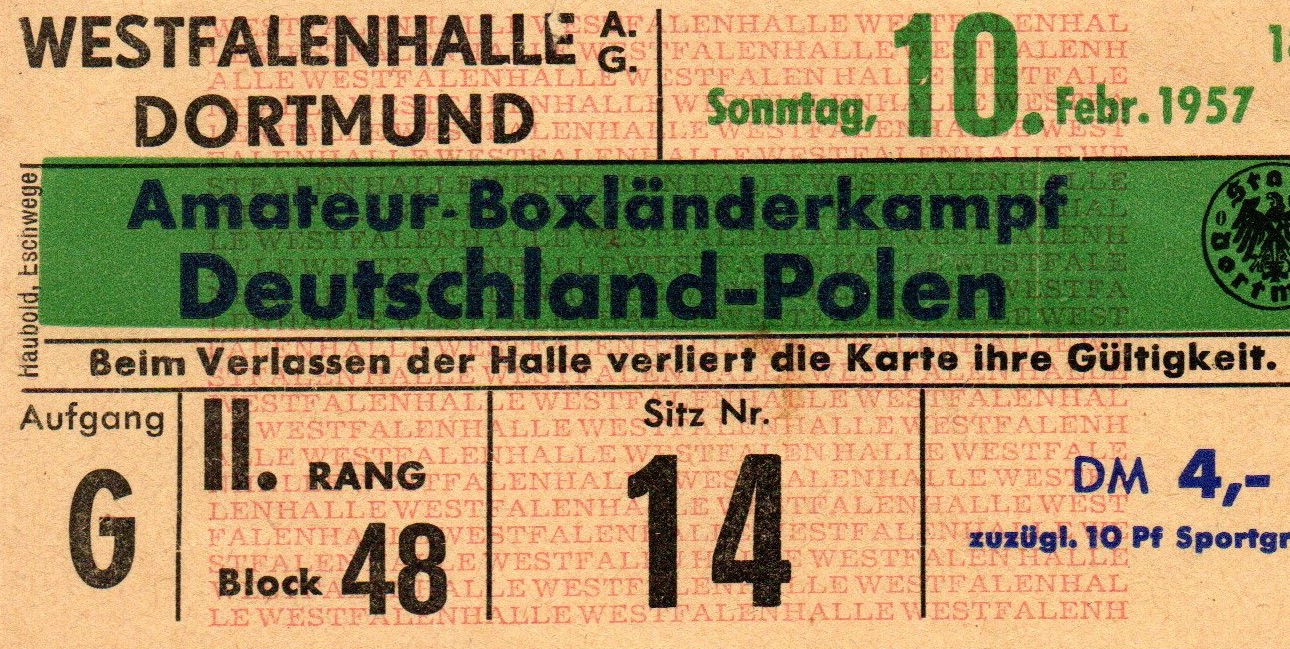 WESTFALENHALLE A.G.
DORTMUND
Sonntag, 10. Febr. 1957
Amateur-Boxländerkampf
Deutschland-Polen
Beim Verlassen der Halle verliert die Karte ihre Gültigkeit.
Haubold, Eschwege
Aufgang
G
II. RANG
Block 48
Sitz Nr.
14
DM 4,-
zuzügl. 10 Pf